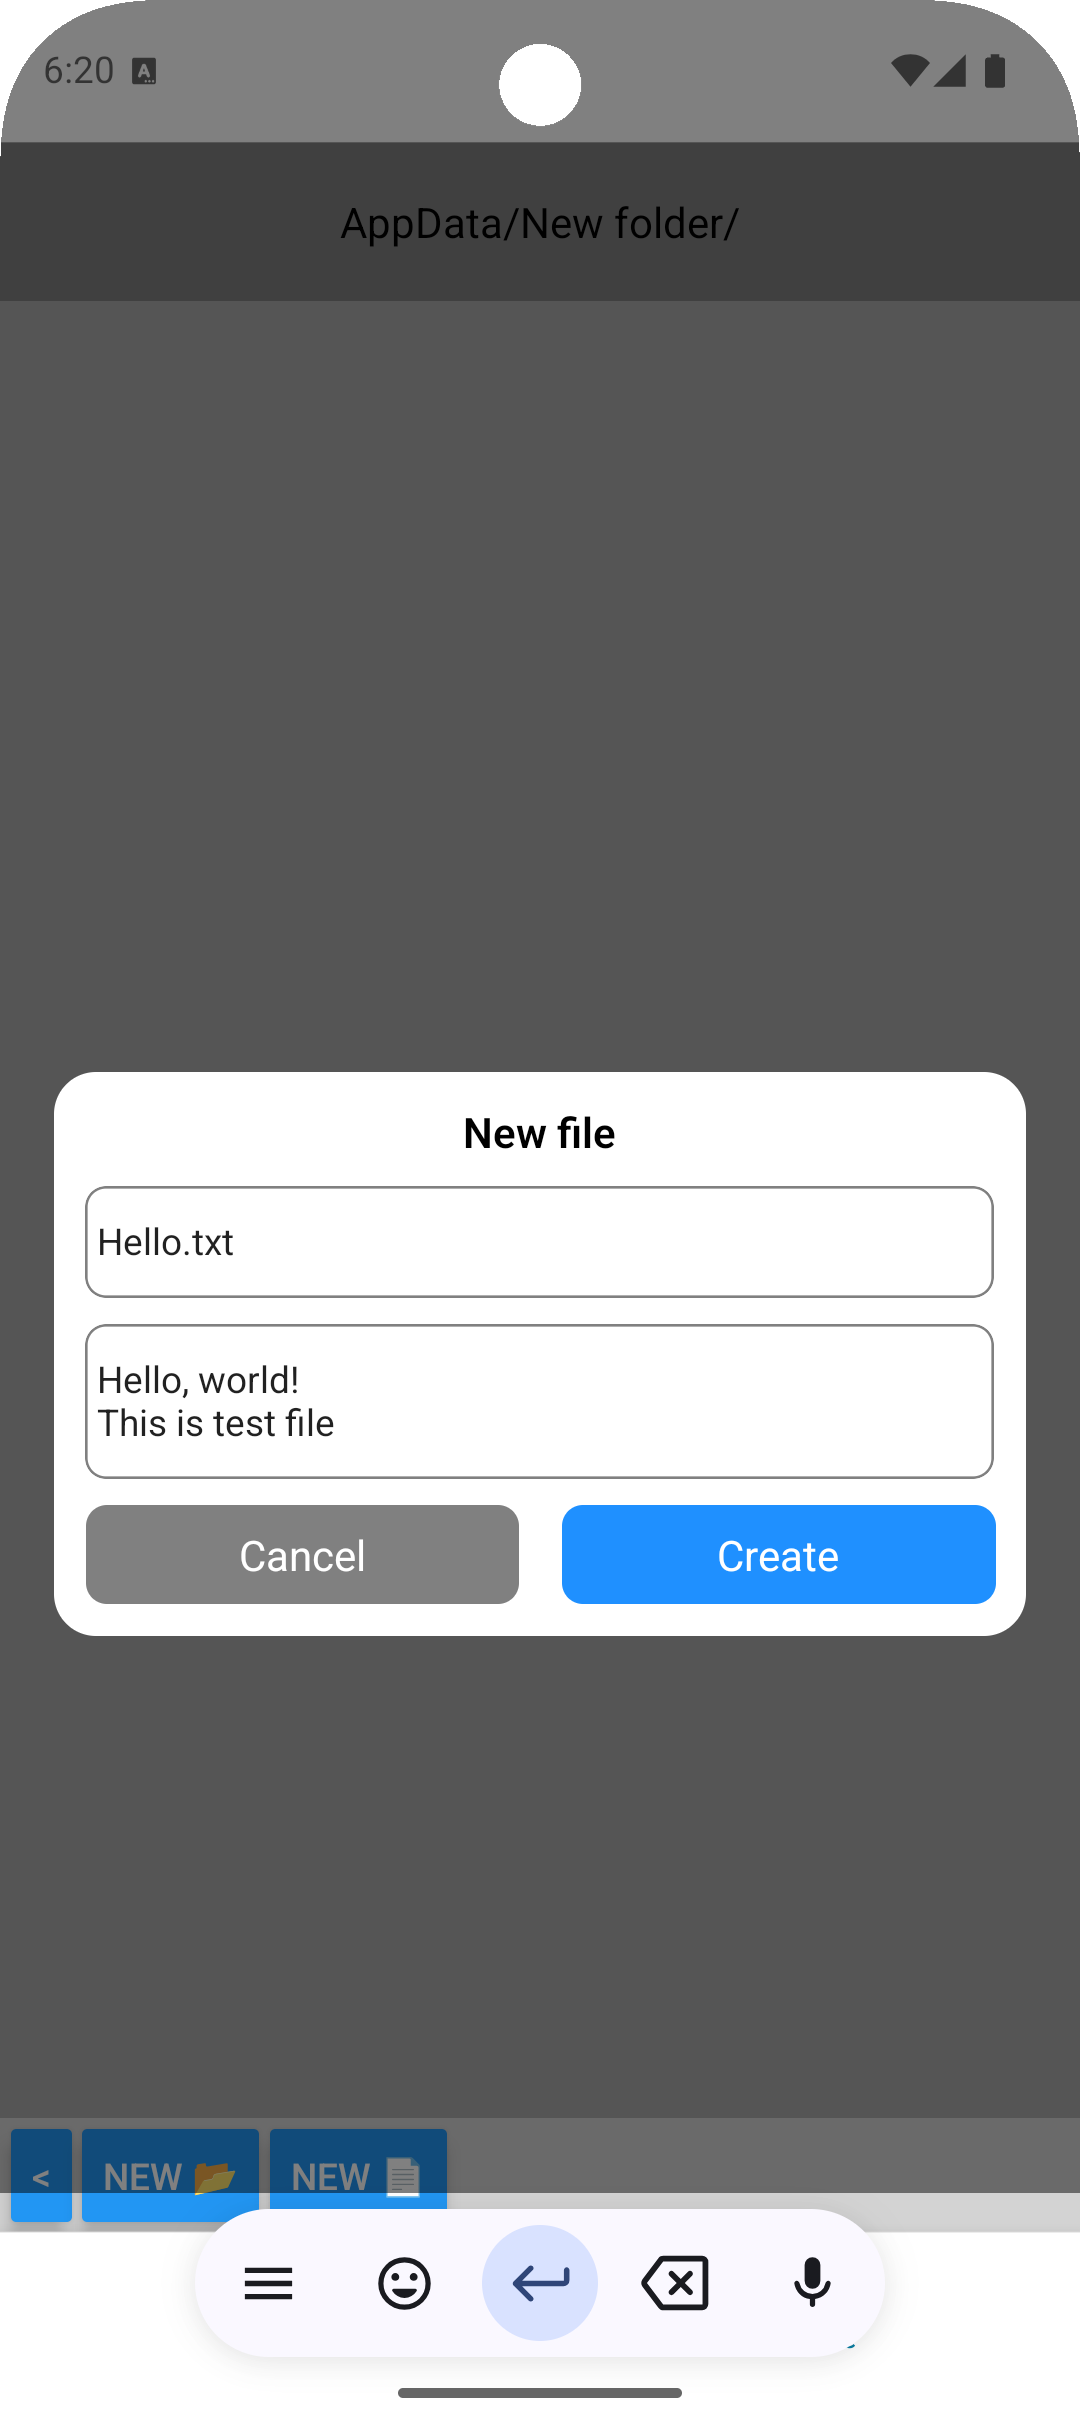 6:20
AppData/New folder/
New file
Hello.txt
Hello, world!
This is test file
Cancel
Create
< NEW 📂 NEW 📄